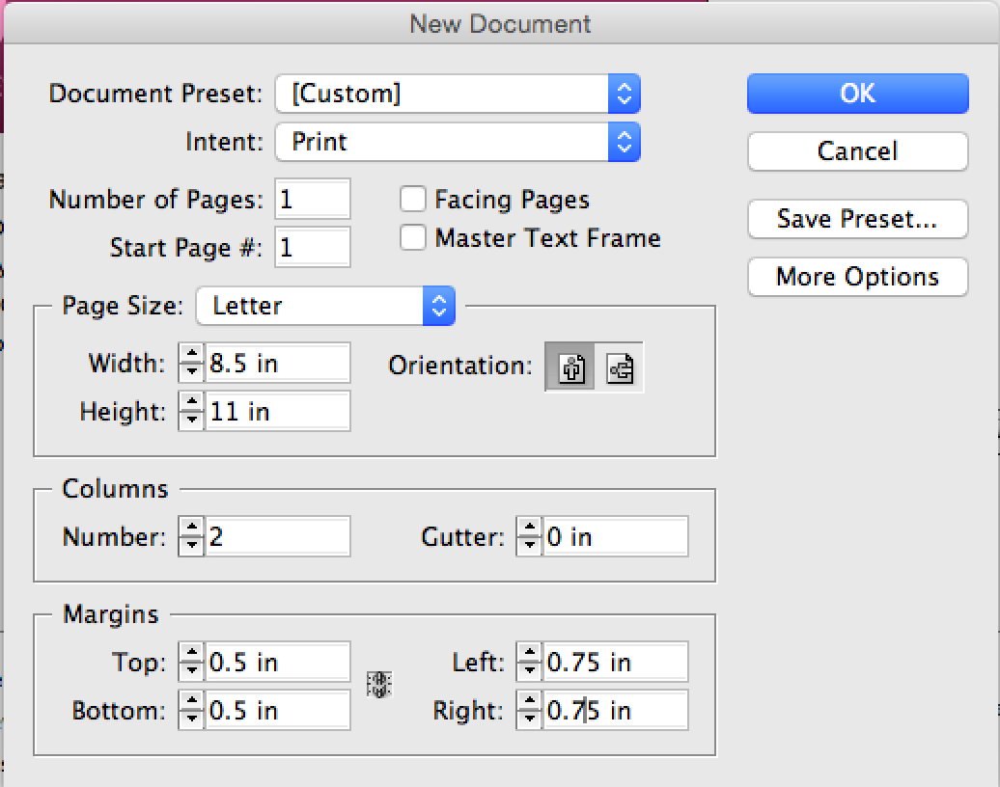 New Document
Document Preset: [Custom]
OK
Intent: Print
Cancel
Number of Pages: 1
Facing Pages
Save Preset...
Start Page #: 1
Master Text Frame
More Options
Page Size: Letter
Width: 8.5 in
Orientation:
Height: 11 in
Columns
Number: 2
Gutter: 0 in
Margins
Top: 0.5 in
Left: 0.75 in
Bottom: 0.5 in
Right: 0.75 in